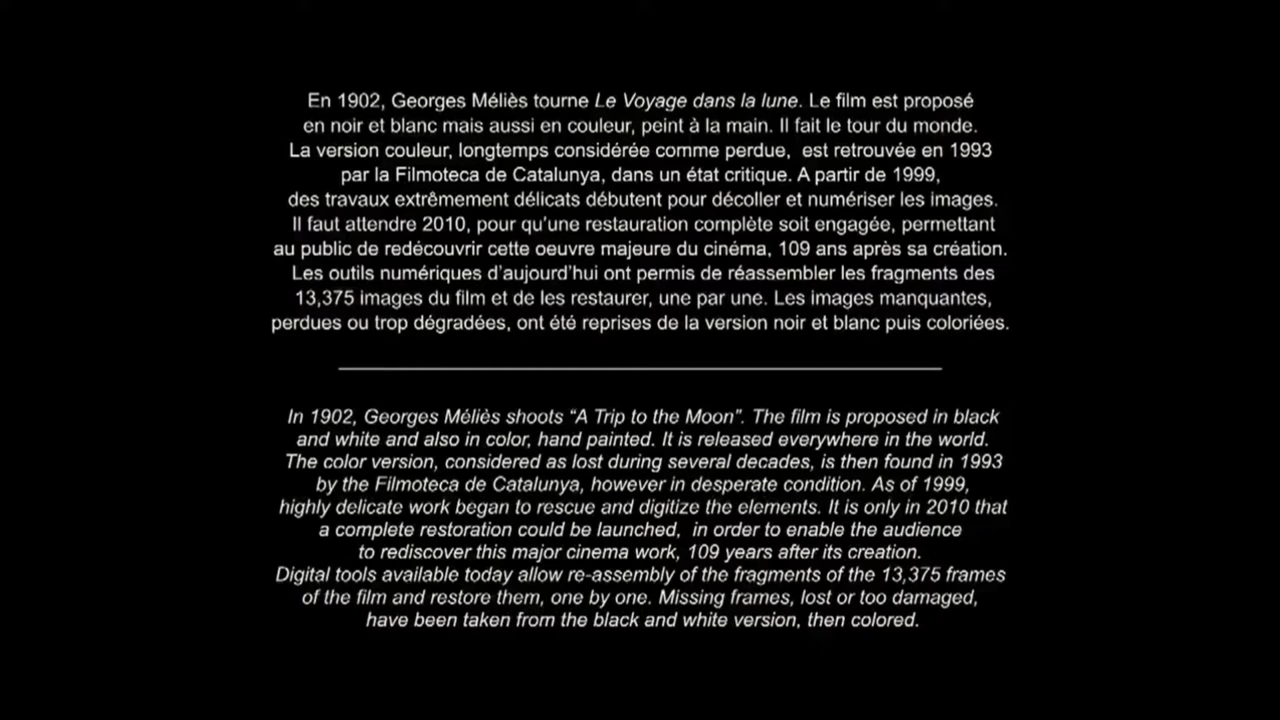 En 1902, Georges Méliès tourne Le Voyage dans la lune. Le film est proposé
en noir et blanc mais aussi en couleur, peint à la main. Il fait le tour du monde.
La version couleur, longtemps considérée comme perdue, est retrouvée en 1993
par la Filmoteca de Catalunya, dans un état critique. A partir de 1999,
des travaux extrêmement délicats débutent pour décoller et numériser les images.
Il faut attendre 2010, pour qu'une restauration complète soit engagée, permettant
au public de redécouvrir cette oeuvre majeure du cinéma, 109 ans après sa création.
Les outils numériques d'aujourd'hui ont permis de réassembler les fragments des
13,375 images du film et de les restaurer, une par une. Les images manquantes,
perdues ou trop dégradées, ont été reprises de la version noir et blanc puis coloriées.
In 1902, Georges Méliès shoots “A Trip to the Moon”. The film is proposed in black
and white and also in color, hand painted. It is released everywhere in the world.
The color version, considered as lost during several decades, is then found in 1993
by the Filmoteca de Catalunya, however in desperate condition. As of 1999,
highly delicate work began to rescue and digitize the elements. It is only in 2010 that
a complete restoration could be launched, in order to enable the audience
to rediscover this major cinema work, 109 years after its creation.
Digital tools available today allow re-assembly of the fragments of the 13,375 frames
of the film and restore them, one by one. Missing frames, lost or too damaged,
have been taken from the black and white version, then colored.